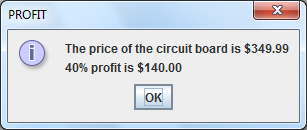 PROFIT
The price of the circuit board is $349.99
40% profit is $140.00
OK